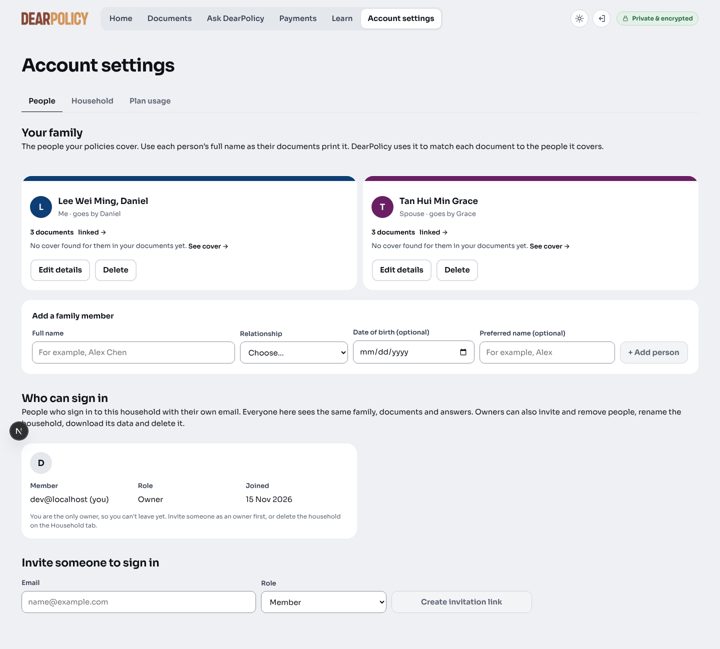 DEARPOLICY
Home Documents Ask DearPolicy Payments Learn Account settings
Private & encrypted
Account settings
People Household Plan usage
Your family
The people your policies cover. Use each person's full name as their documents print it. DearPolicy uses it to match each document to the people it covers.
L
Lee Wei Ming, Daniel
Me · goes by Daniel
3 documents linked →
No cover found for them in your documents yet. See cover →
Edit details Delete
T
Tan Hui Min Grace
Spouse · goes by Grace
3 documents linked →
No cover found for them in your documents yet. See cover →
Edit details Delete
Add a family member
Full name Relationship Date of birth (optional) Preferred name (optional)
For example, Alex Chen Choose... mm/dd/yyyy For example, Alex + Add person
Who can sign in
People who sign in to this household with their own email. Everyone here sees the same family, documents and answers. Owners can also invite and remove people, rename the
household, download its data and delete it.
N
D
Member Role Joined
dev@localhost (you) Owner 15 Nov 2026
You are the only owner, so you can't leave yet. Invite someone as an owner first, or delete the household
on the Household tab.
Invite someone to sign in
Email Role
name@example.com Member Create invitation link